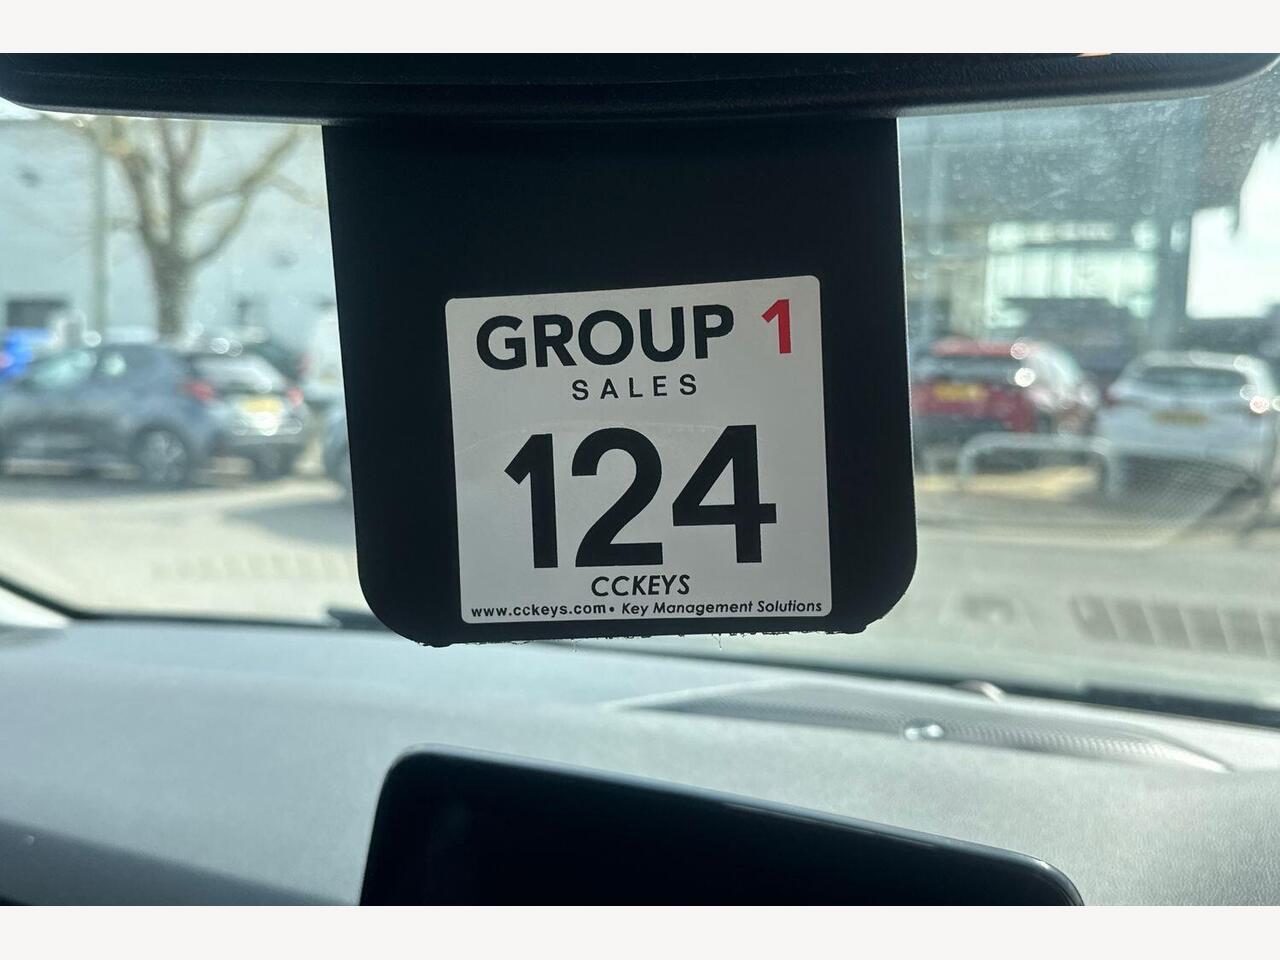 GROUP 1
SALES
124
CCKEYS
www.cckeys.com • Key Management Solutions